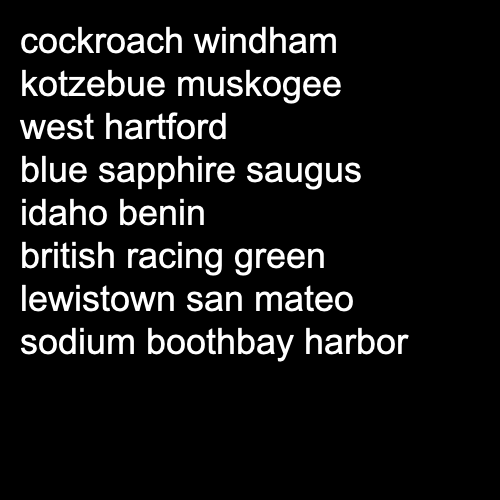 cockroach windham
kotzebue muskogee
west hartford
blue sapphire saugus
idaho benin
british racing green
lewistown san mateo
sodium boothbay harbor